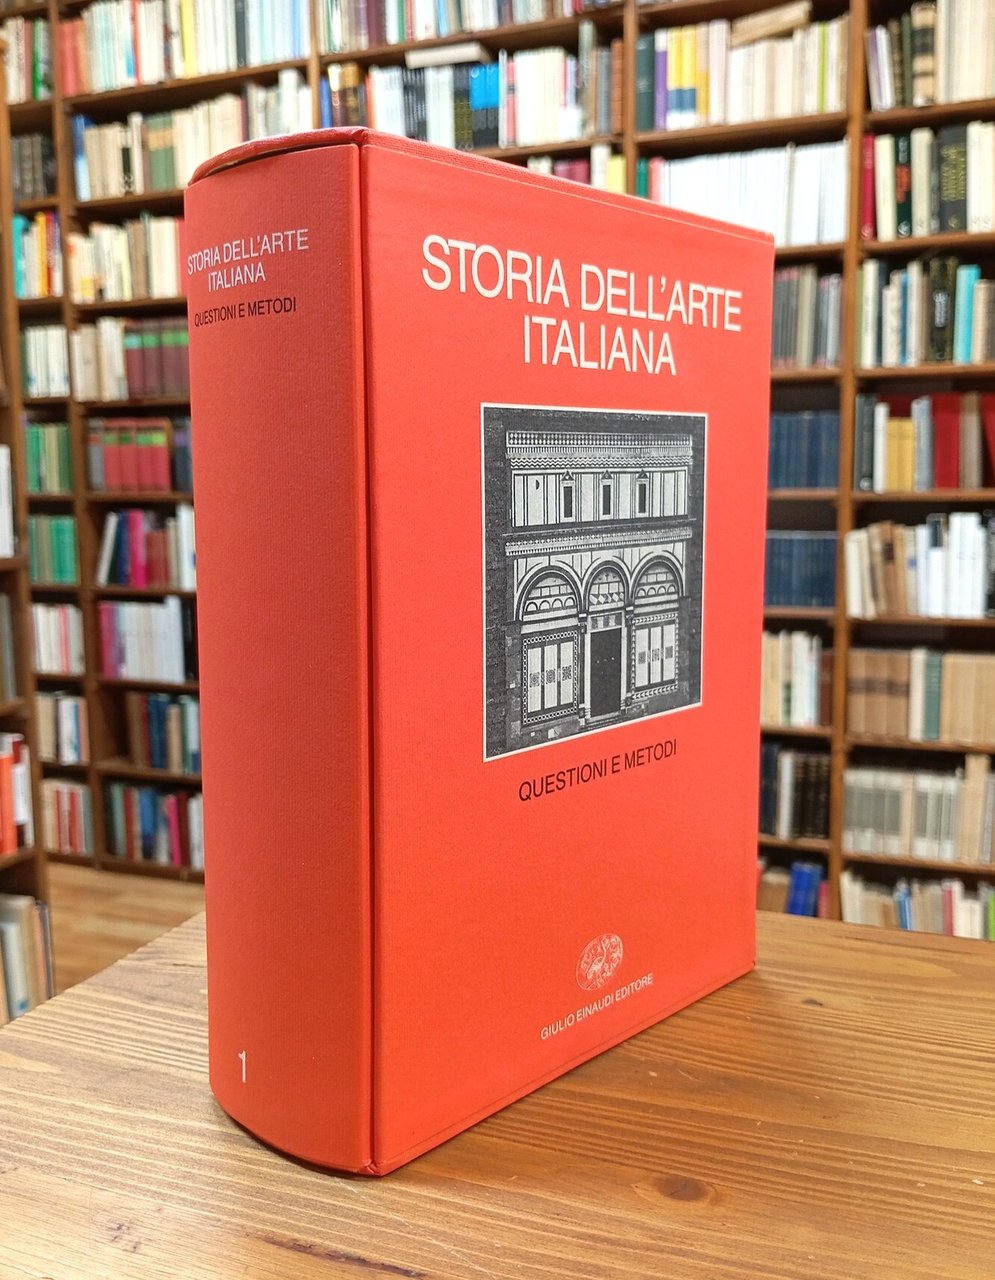 STORIA DELL'ARTE
ITALIANA
QUESTIONI E METODI
1
STORIA DELL'ARTE
ITALIANA
QUESTIONI E METODI
GIULIO EINAUDI EDITORE